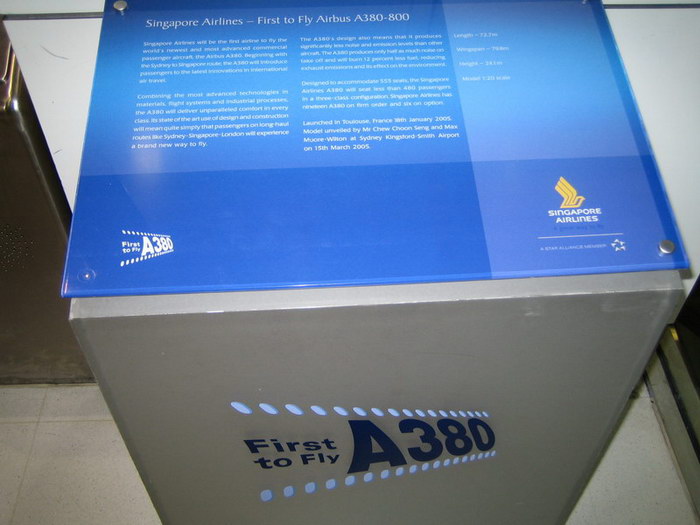 Singapore Airlines – First to Fly Airbus A380-800
Singapore Airlines will be the first airline to fly the
world's newest and most advanced commercial
passenger aircraft, the Airbus A380. Beginning with
the Sydney to Singapore route the A380 will introduce
passengers to the latest innovations in international
air travel.
Combining the most advanced technologies in
materials, flight systems and industrial processes,
the A380 will deliver unparalleled comfort in every
class. Its state of the art use of design and construction
will mean quite simply that passengers on long-haul
routes like Sydney-Singapore-London will experience
a brand new way to fly.
The A380's design also means that it produces
significantly less noise and emission levels than other
aircraft. The A380 produces only half as much noise on
take off and will burn 12 percent less fuel, reducing
exhaust emissions and its effect on the environment.
Designed to accommodate 555 seats, the Singapore
Airlines A380 will seat less than 480 passengers
in a three-class configuration. Singapore Airlines has
nineteen A380 on firm order and six on option.
Launched in Toulouse, France 18th January 2005.
Model unveiled by Mr Chew Choon Seng and Max
Moore-Wilton at Sydney Kingsford-Smith Airport
on 15th March 2005.
Length – 72.7m
Wingspan – 79.8m
Height – 24.1m
Model 1:25 scale
First
to Fly A380
SINGAPORE
AIRLINES
A great way to fly
A STAR ALLIANCE MEMBER
First
to Fly A380